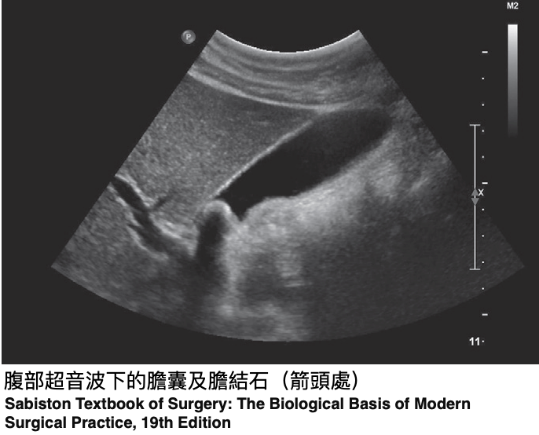 M2
P
X
11
腹部超音波下的膽囊及膽結石（箭頭處）
Sabiston Textbook of Surgery: The Biological Basis of Modern
Surgical Practice, 19th Edition